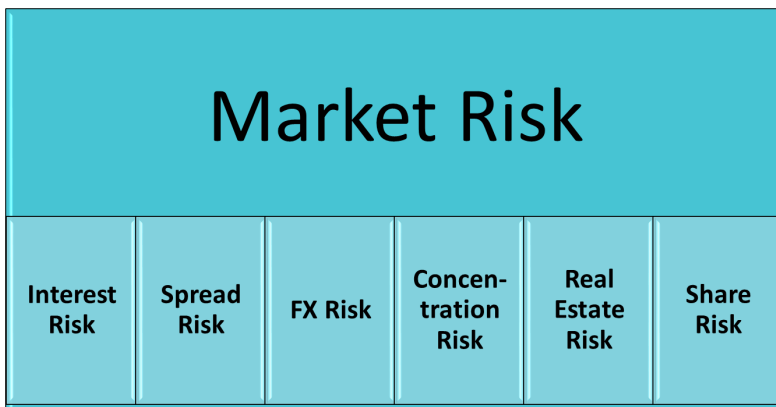 Market Risk
Interest
Risk
Spread
Risk
FX Risk
Concen-
tration
Risk
Real
Estate
Risk
Share
Risk